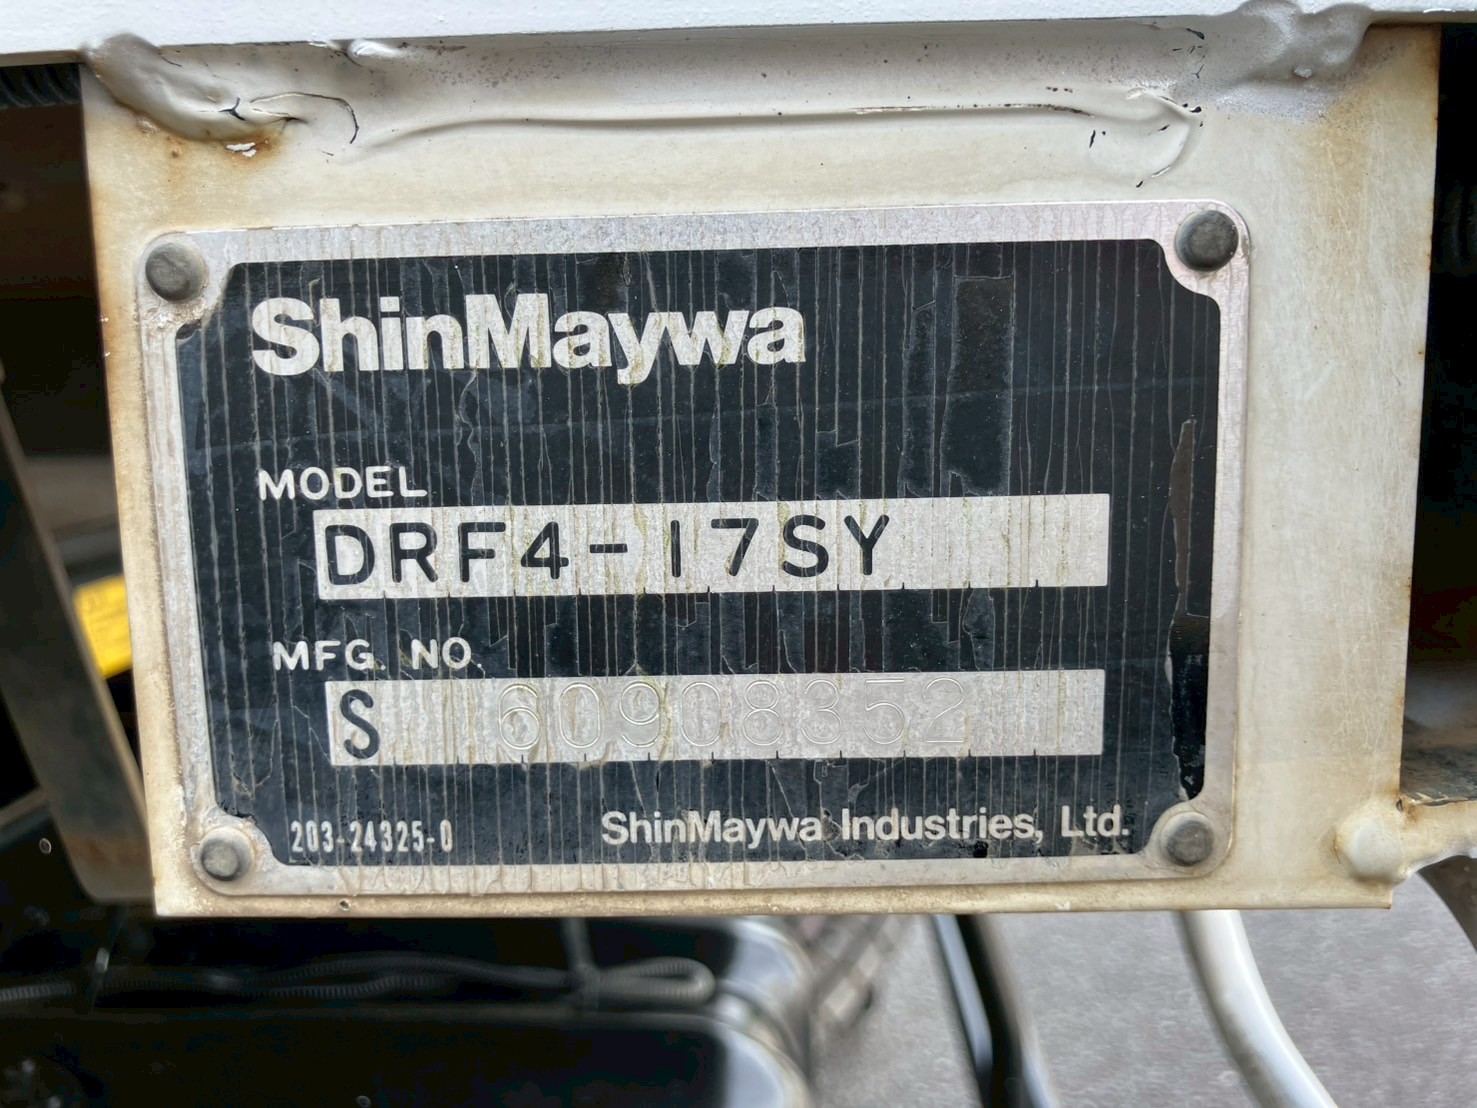 ShinMaywa
MODEL
DRF4-17SY
MFG. NO.
S 60908352
203-24325-0
ShinMaywa Industries, Ltd.